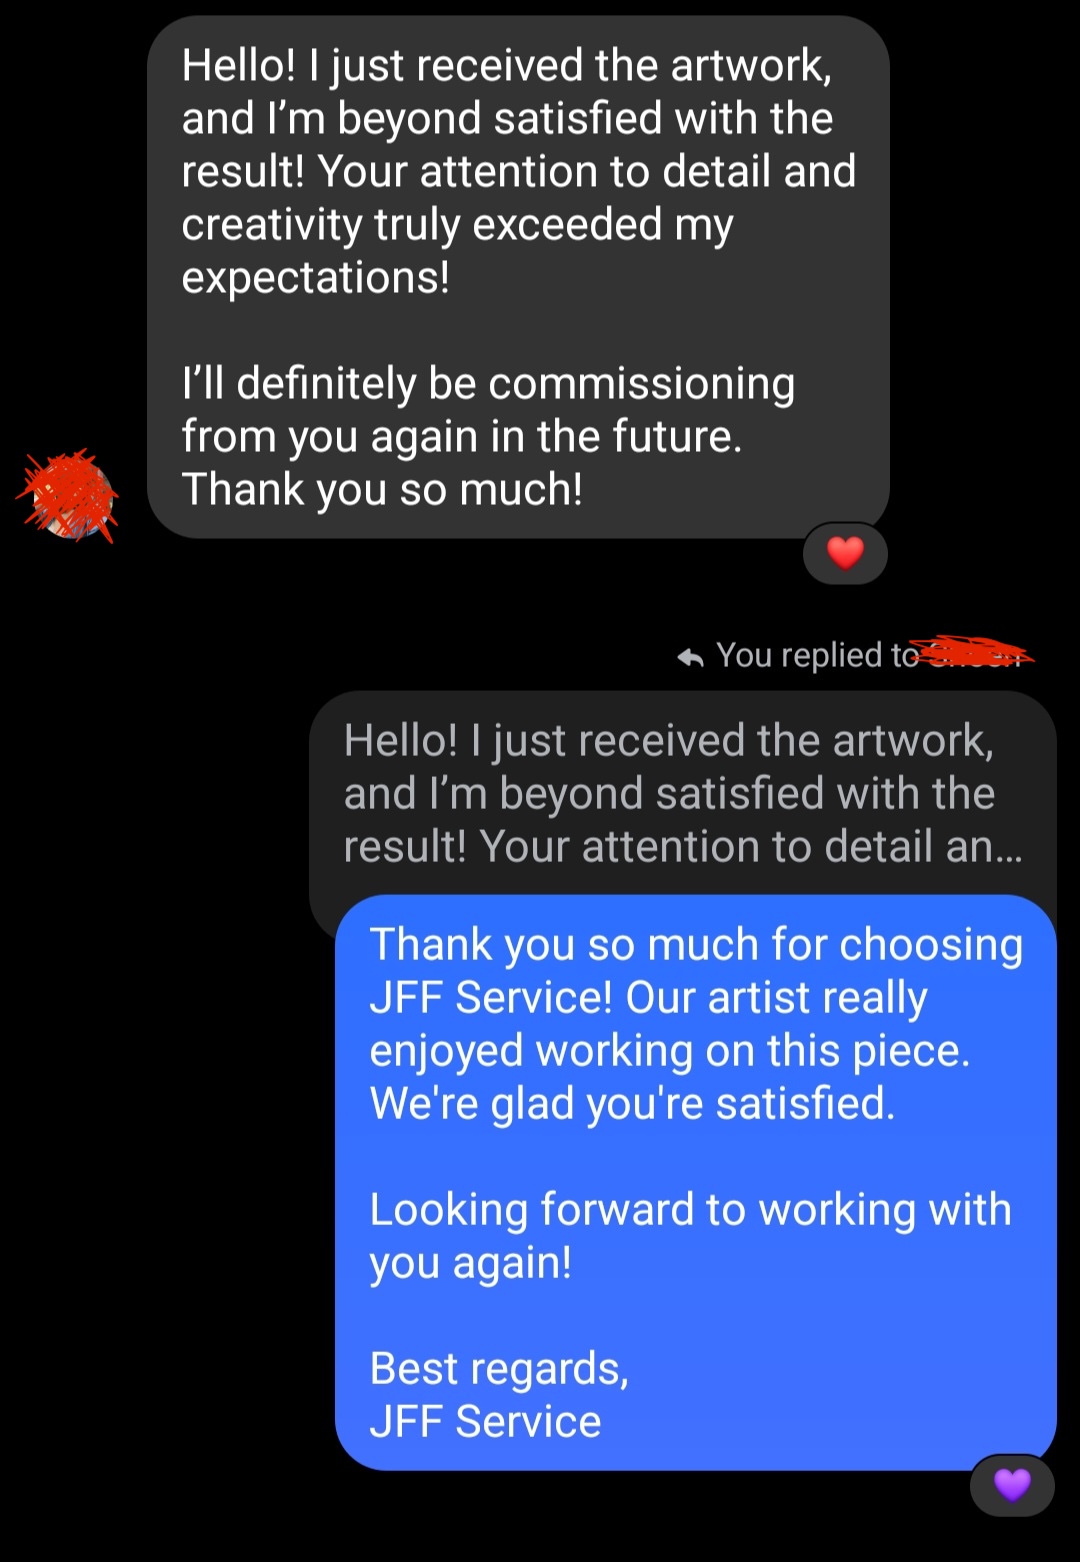 Hello! I just received the artwork,
and I’m beyond satisfied with the
result! Your attention to detail and
creativity truly exceeded my
expectations!
I’ll definitely be commissioning
from you again in the future.
Thank you so much!
You replied to
Hello! I just received the artwork,
and I’m beyond satisfied with the
result! Your attention to detail an...
Thank you so much for choosing
JFF Service! Our artist really
enjoyed working on this piece.
We're glad you're satisfied.
Looking forward to working with
you again!
Best regards,
JFF Service